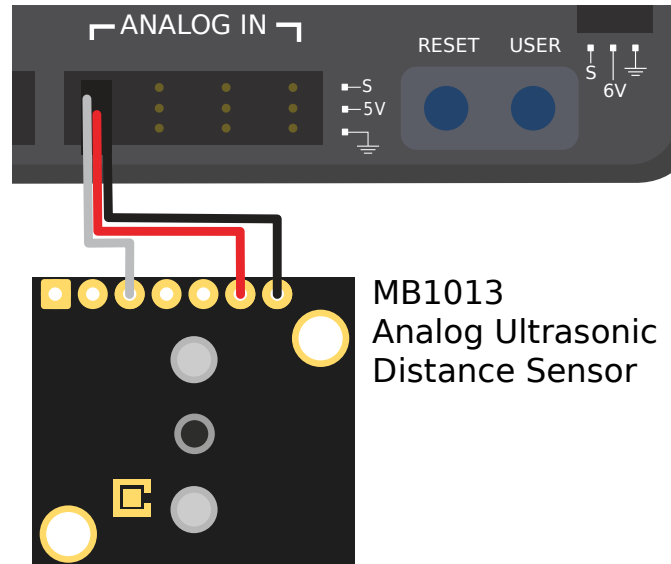 ANALOG IN
RESET USER
S
5V
S
6V
MB1013
Analog Ultrasonic
Distance Sensor